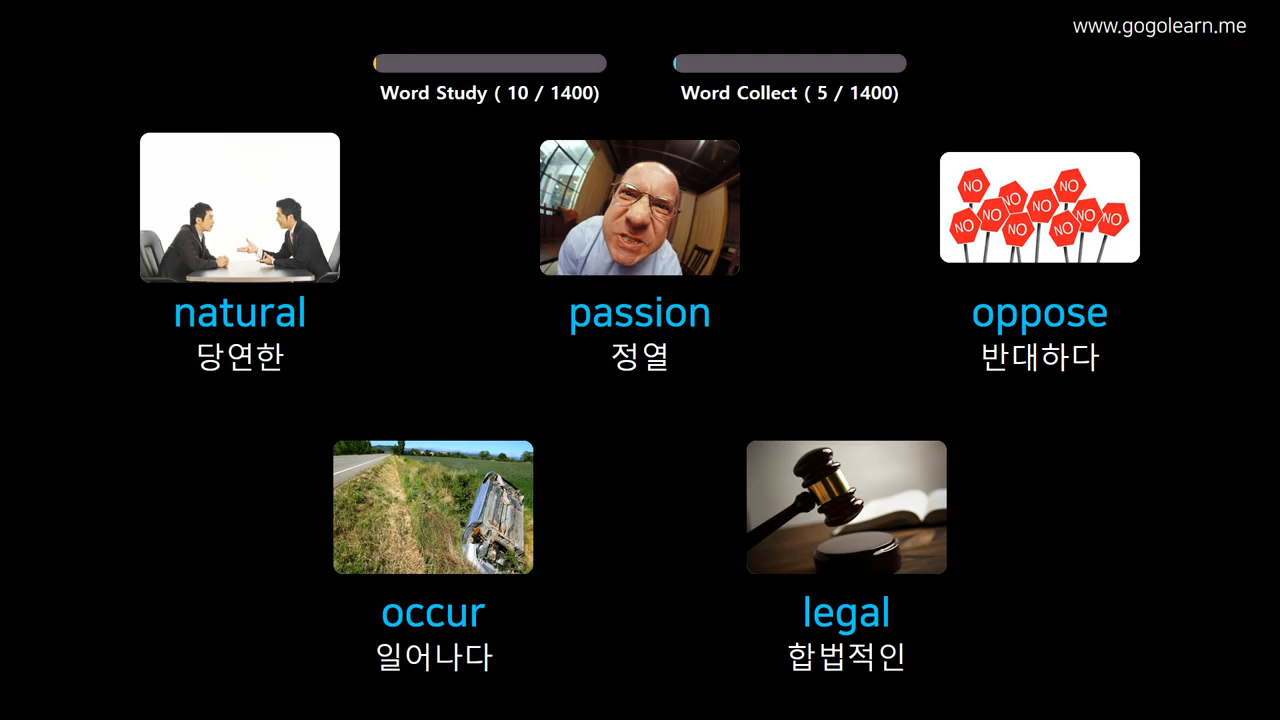 www.gogolearn.me
Word Study ( 10 / 1400)
Word Collect ( 5 / 1400)
NO NO NO NO NO NO NO NO NO NO
natural
당연한
passion
정열
oppose
반대하다
occur
일어나다
legal
합법적인